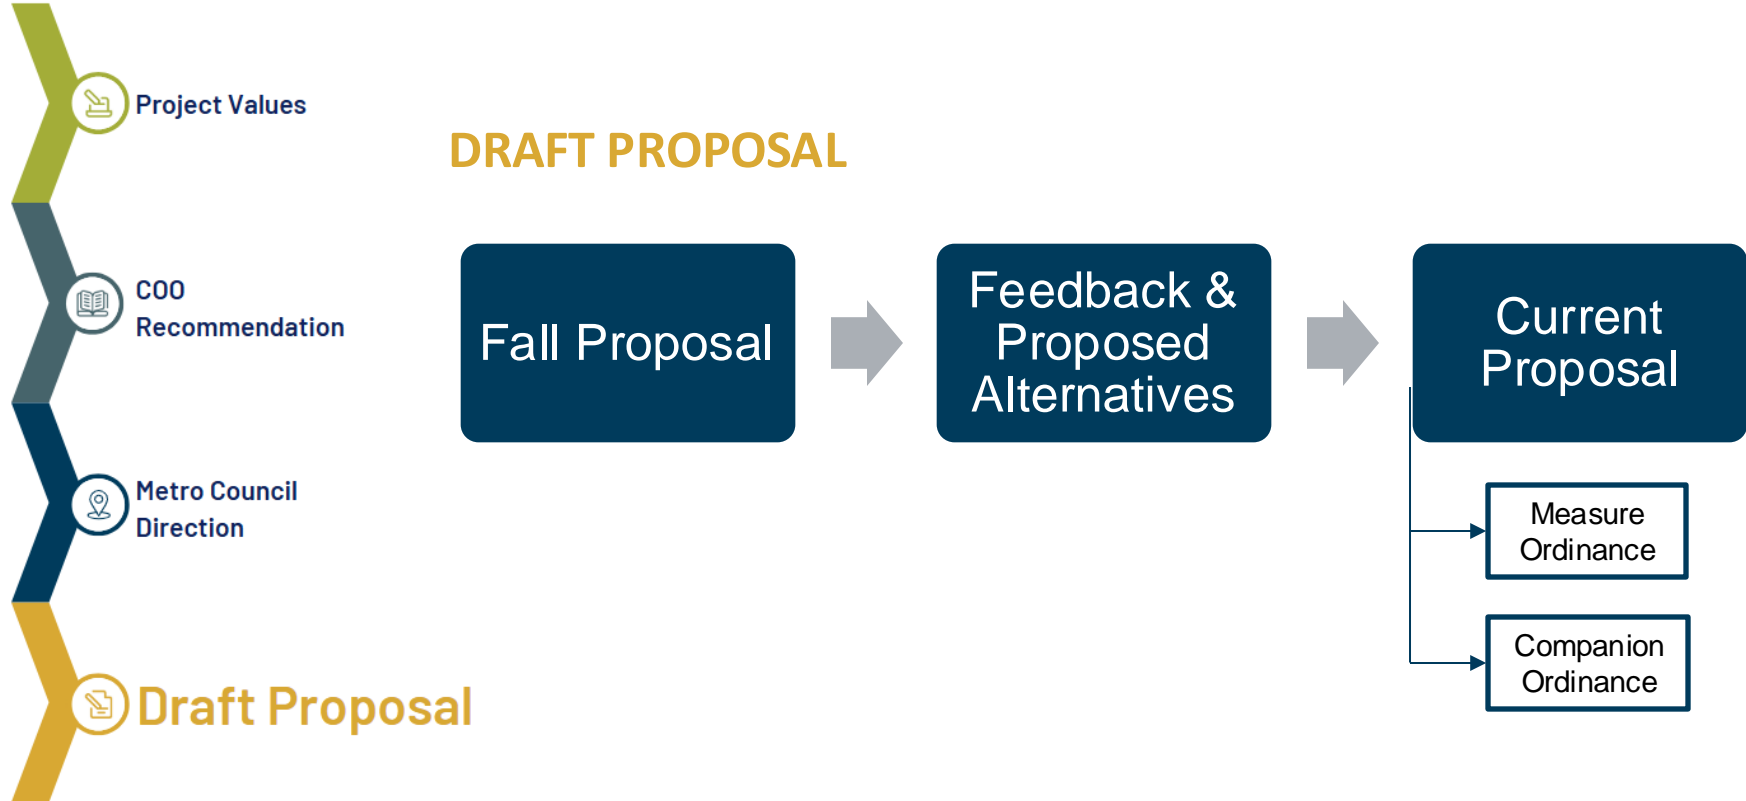 Project Values
COO
Recommendation
Metro Council
Direction
Draft Proposal
DRAFT PROPOSAL
Fall Proposal
Feedback &
Proposed
Alternatives
Current
Proposal
Measure
Ordinance
Companion
Ordinance